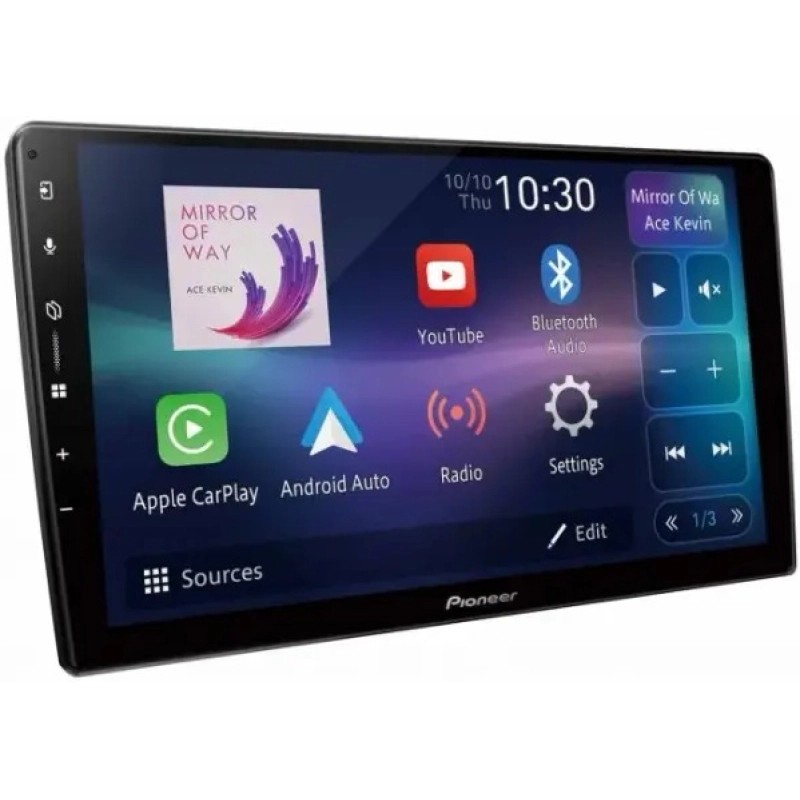 MIRROR
OF
WAY
ACE KEVIN
10/10
Thu
10:30
Mirror Of Wa
Ace Kevin
YouTube
Bluetooth
Audio
Apple CarPlay
Android Auto
Radio
Settings
1/3
Edit
Sources
Pioneer